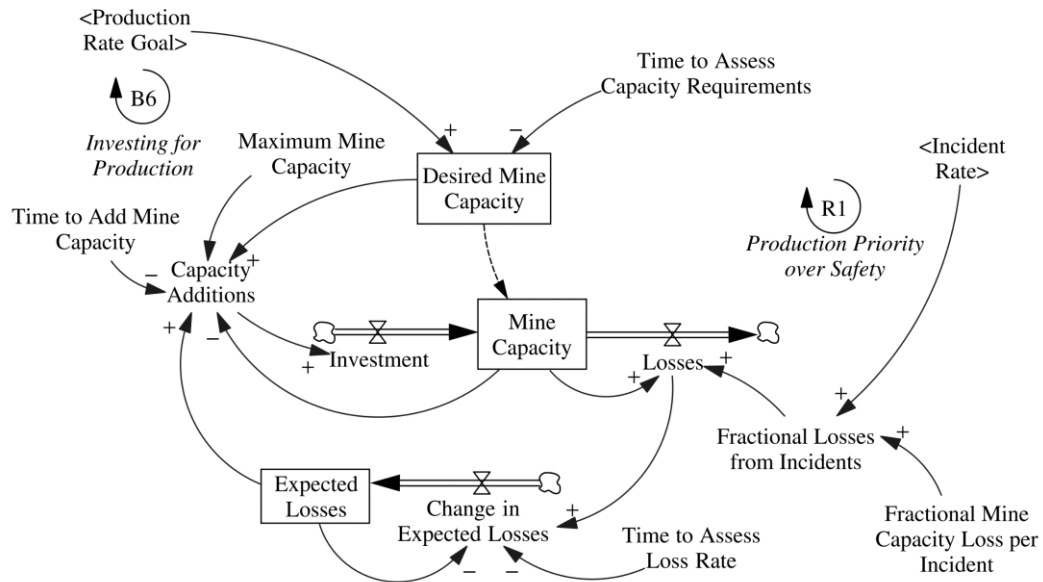 <Production
Rate Goal>
B6
Investing for
Production
Time to Assess
Capacity Requirements
Maximum Mine
Capacity
+
−
Desired Mine
Capacity
<Incident
Rate>
R1
Production Priority
over Safety
Time to Add Mine
Capacity
−
+
Capacity
Additions
+
−
Investment
+
Mine
Capacity
Losses
+
+
Fractional Losses
from Incidents
+
+
Fractional Mine
Capacity Loss per
Incident
Expected
Losses
Change in
Expected Losses
+
−
−
Time to Assess
Loss Rate